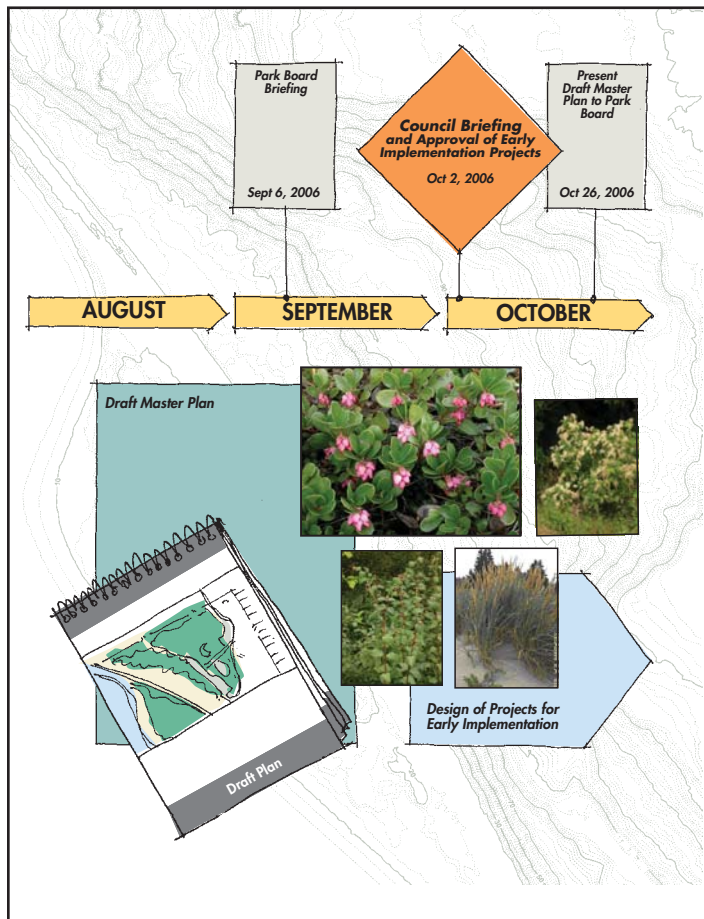 Park Board
Briefing
Sept 6, 2006
Council Briefing
and Approval of Early
Implementation Projects
Oct 2, 2006
Present
Draft Master
Plan to Park
Board
Oct 26, 2006
AUGUST
SEPTEMBER
OCTOBER
Draft Master Plan
Draft Plan
Design of Projects for
Early Implementation